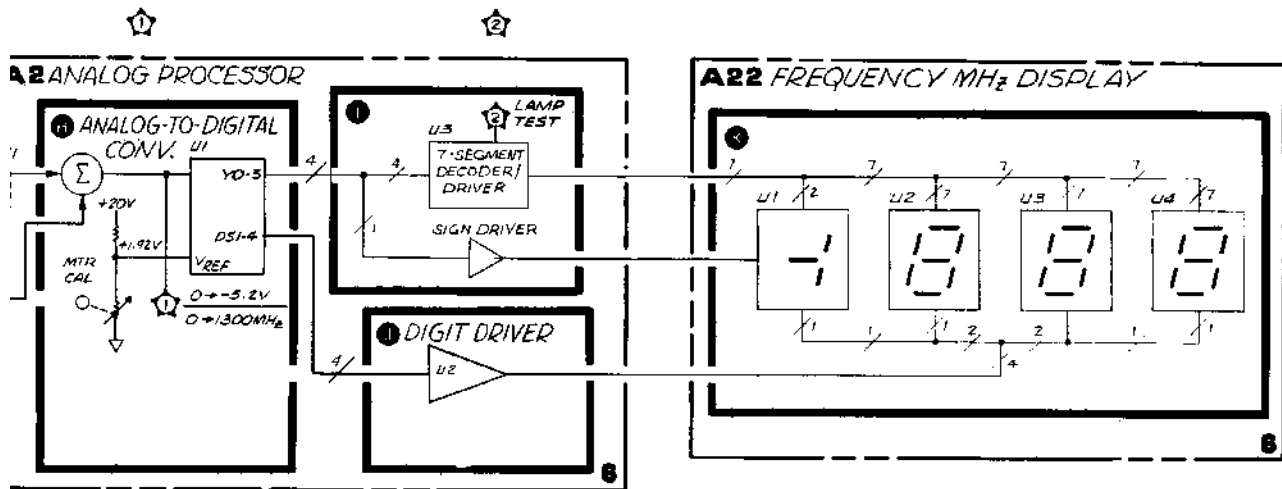 1
2
A2 ANALOG PROCESSOR
A22 FREQUENCY MHz DISPLAY
ANALOG-TO-DIGITAL
CONV.
U1
Σ
YO-3
DS1-4
VREF
+20V
+1.92V
MTR
CAL
1
0→-5.2V
0→1300MHz
4
4
1
2
LAMP
TEST
U3
7-SEGMENT
DECODER/
DRIVER
SIGN DRIVER
DIGIT DRIVER
4
U2
6
7
7
7
7
2
7
7
7
U1
U2
U3
U4
1
1
1
1
2
2
1
4
6